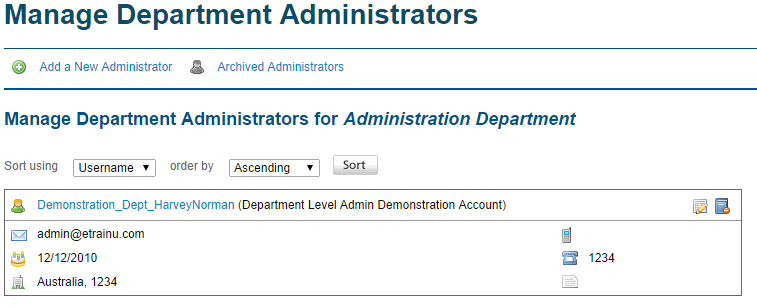 Manage Department Administrators
Add a New Administrator Archived Administrators
Manage Department Administrators for Administration Department
Sort using Username order by Ascending Sort
Demonstration_Dept_HarveyNorman (Department Level Admin Demonstration Account)
admin@etrainu.com
12/12/2010 1234
Australia, 1234